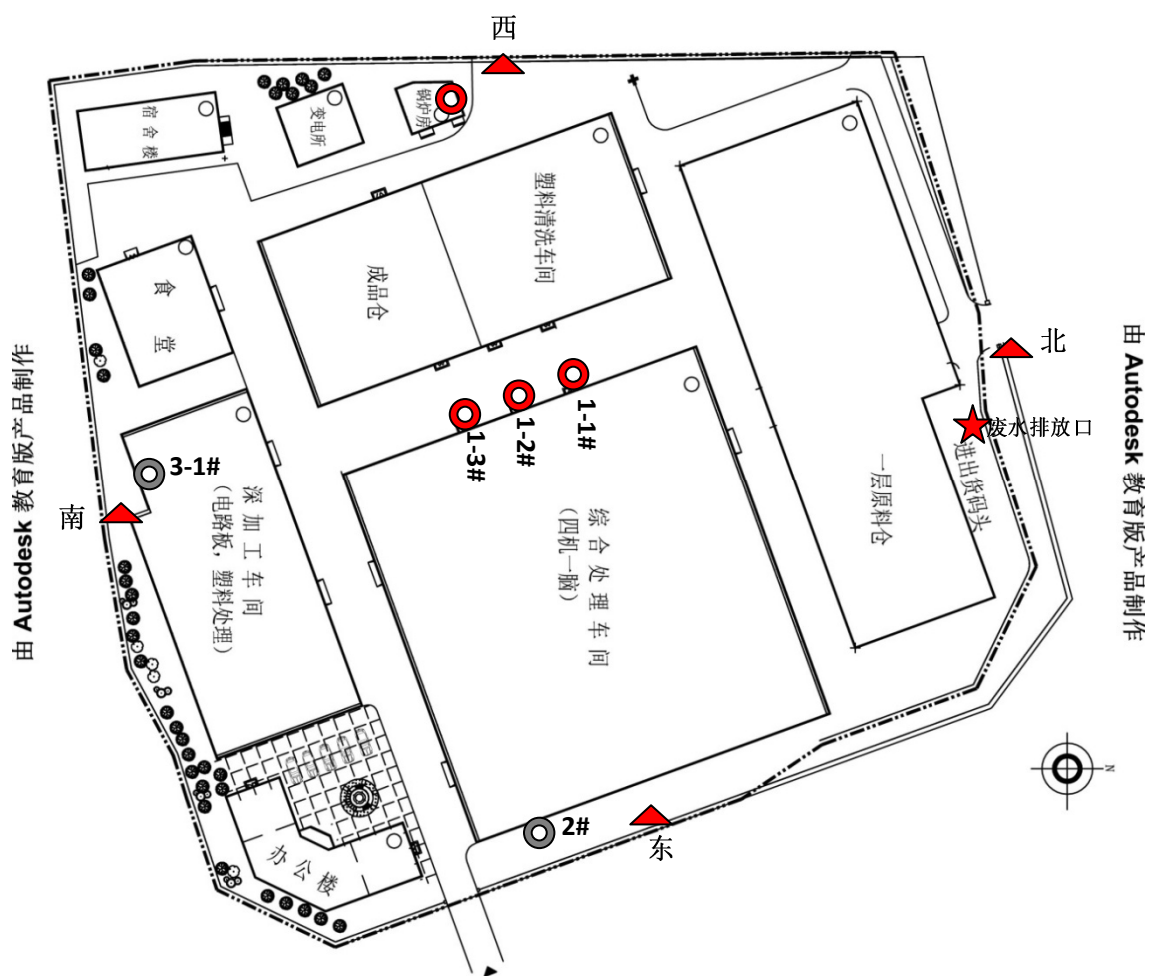 西
宿舍楼
变电所
锅炉房
塑料清洗车间
成品仓
食堂
北
废水排放口
进出货码头
一层原料仓
1-1#
1-2#
1-3#
3-1#
南
深加工车间
(电路板，塑料处理)
综合处理车间
(四机一脑)
2#
东
办公楼
N
由 Autodesk 教育版产品制作
由 Autodesk 教育版产品制作